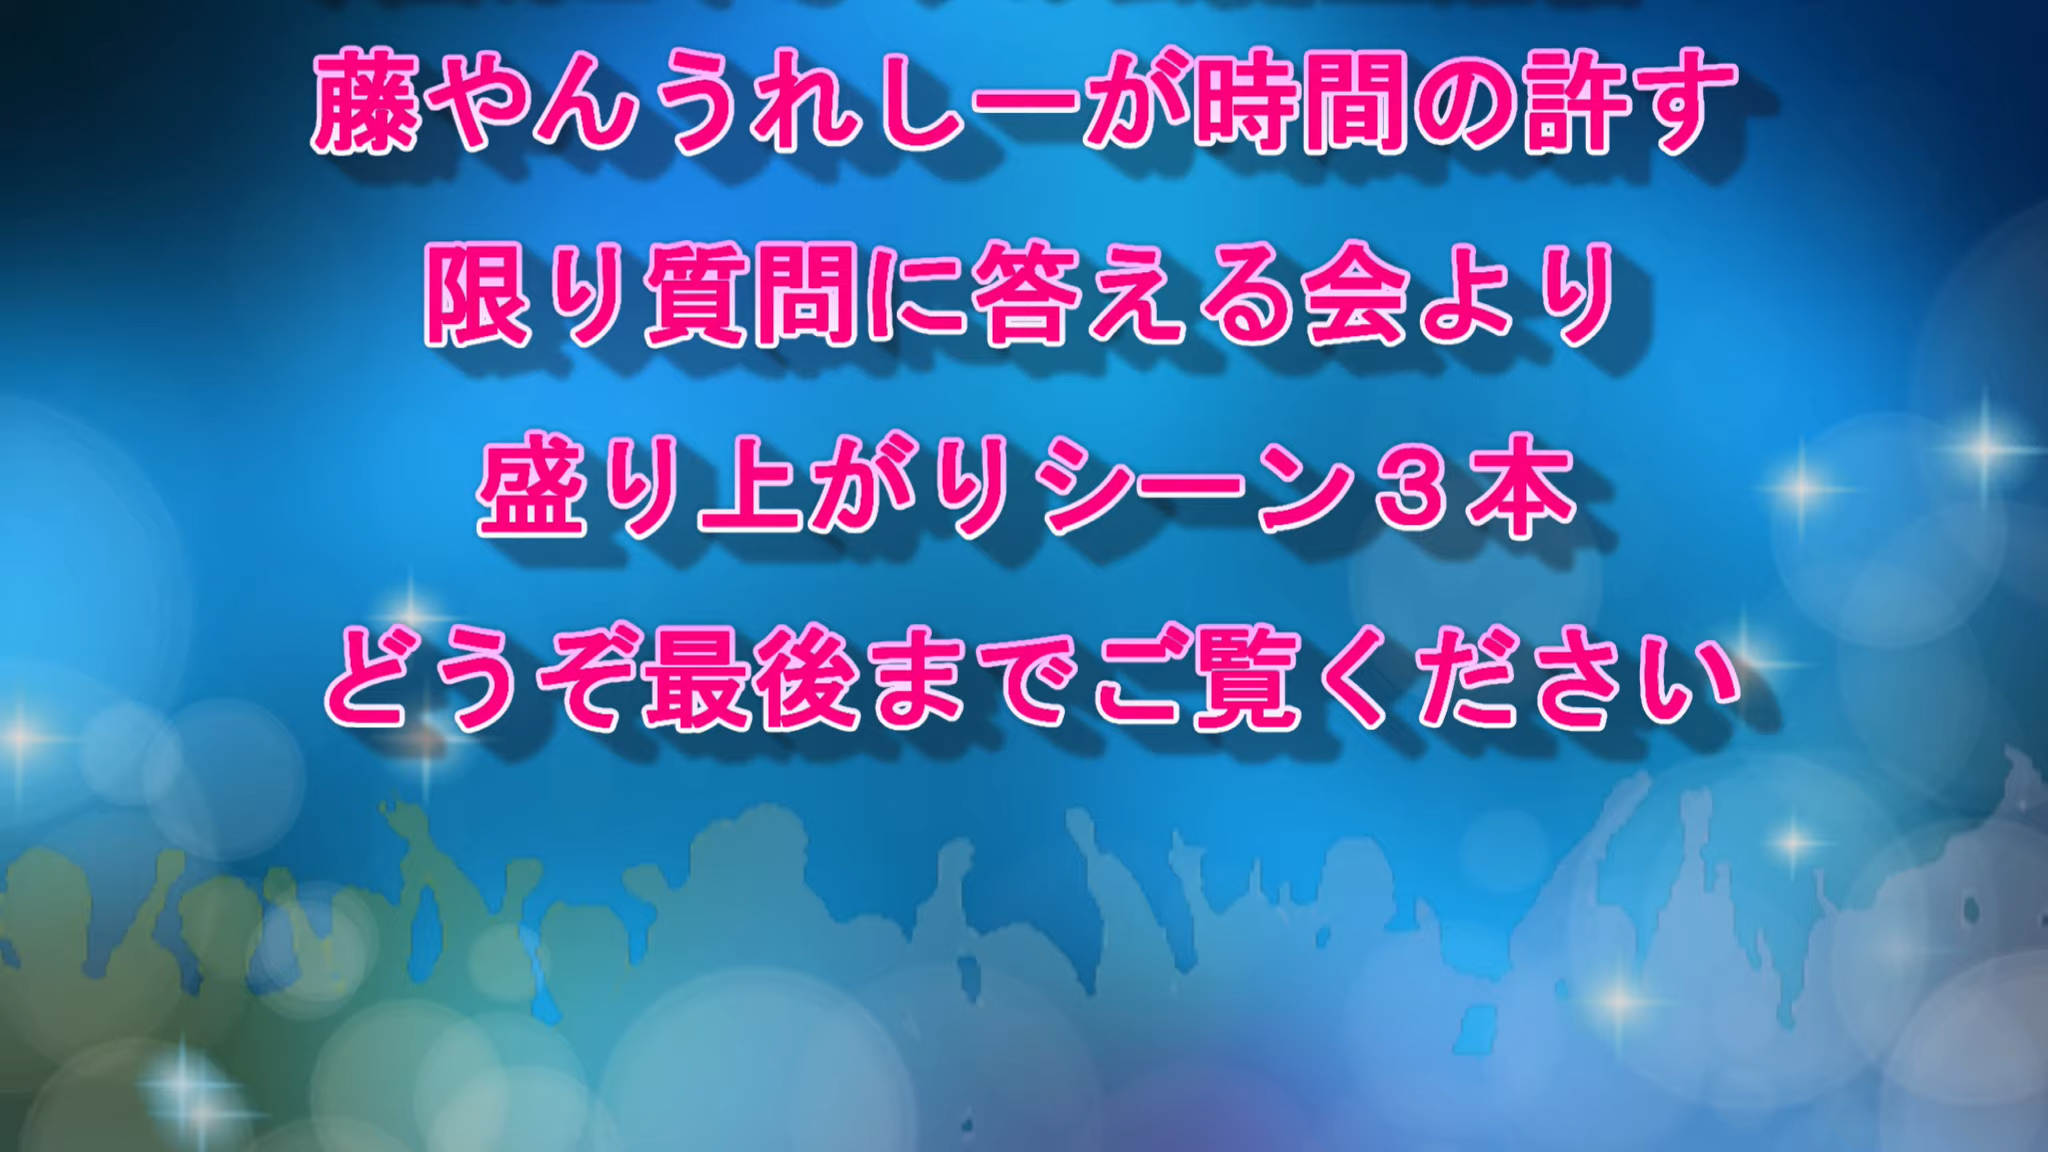 藤やんうれしーが時間の許す
限り質問に答える会より
盛り上がりシーン３本
どうぞ最後までご覧ください